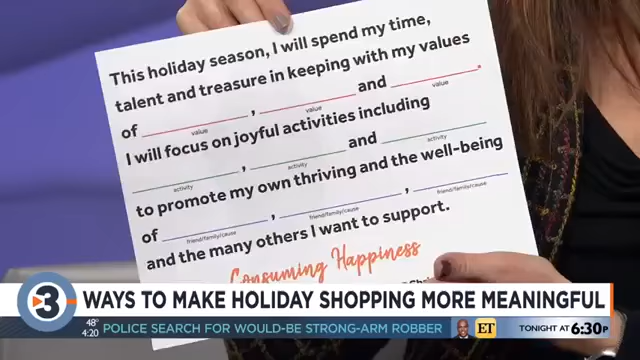 This holiday season, I will spend my time,
talent and treasure in keeping with my values
of , and .
value value value
I will focus on joyful activities including
, and
activity activity activity
to promote my own thriving and the well-being
of , ,
friend/family/cause friend/family/cause friend/family/cause
and the many others I want to support.
Consuming Happiness
3 WAYS TO MAKE HOLIDAY SHOPPING MORE MEANINGFUL
48° 4:20 POLICE SEARCH FOR WOULD-BE STRONG-ARM ROBBER ET TONIGHT AT 6:30P